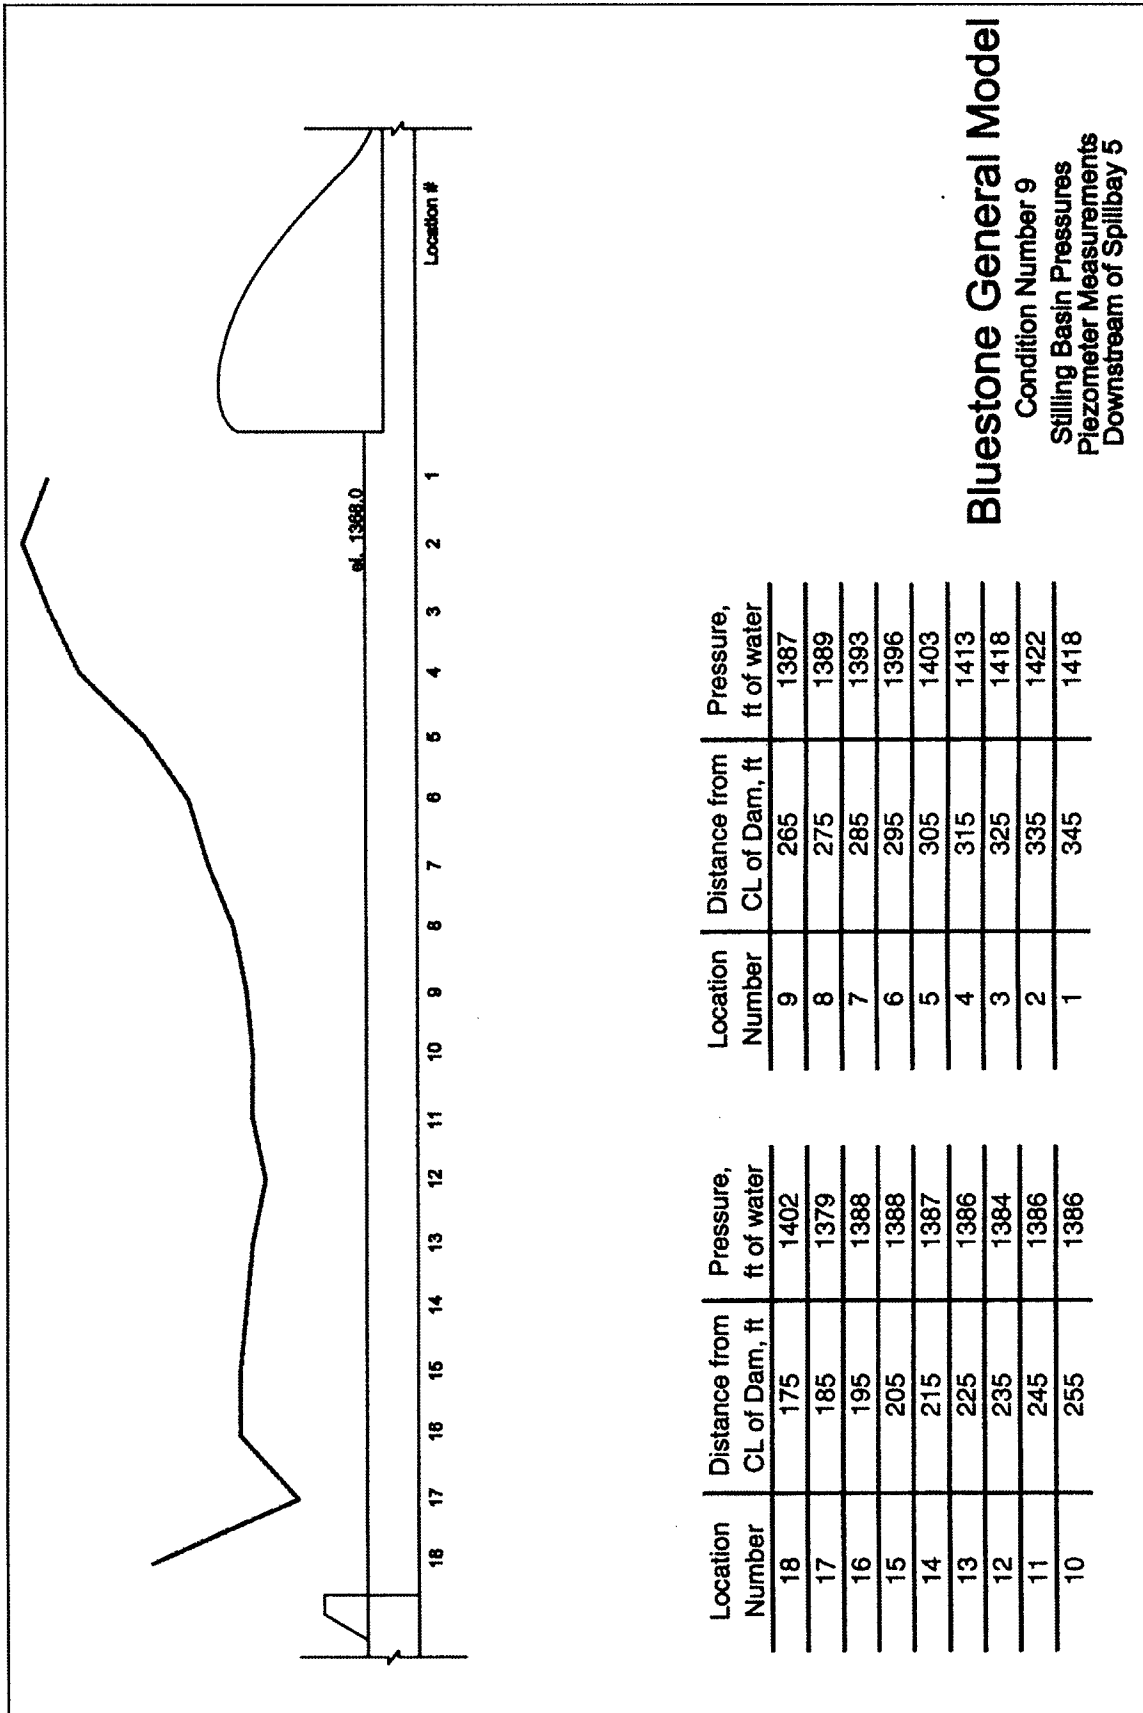 Location #
el. 1368.0
18 17 16 15 14 13 12 11 10 9 8 7 6 5 4 3 2 1
Location Number | Distance from CL of Dam, ft | Pressure, ft of water
18 175 1402
17 185 1379
16 195 1388
15 205 1388
14 215 1387
13 225 1386
12 235 1384
11 245 1386
10 255 1386
Location Number | Distance from CL of Dam, ft | Pressure, ft of water
9 265 1387
8 275 1389
7 285 1393
6 295 1396
5 305 1403
4 315 1413
3 325 1418
2 335 1422
1 345 1418
Bluestone General Model
Condition Number 9
Stilling Basin Pressures
Piezometer Measurements
Downstream of Spillbay 5